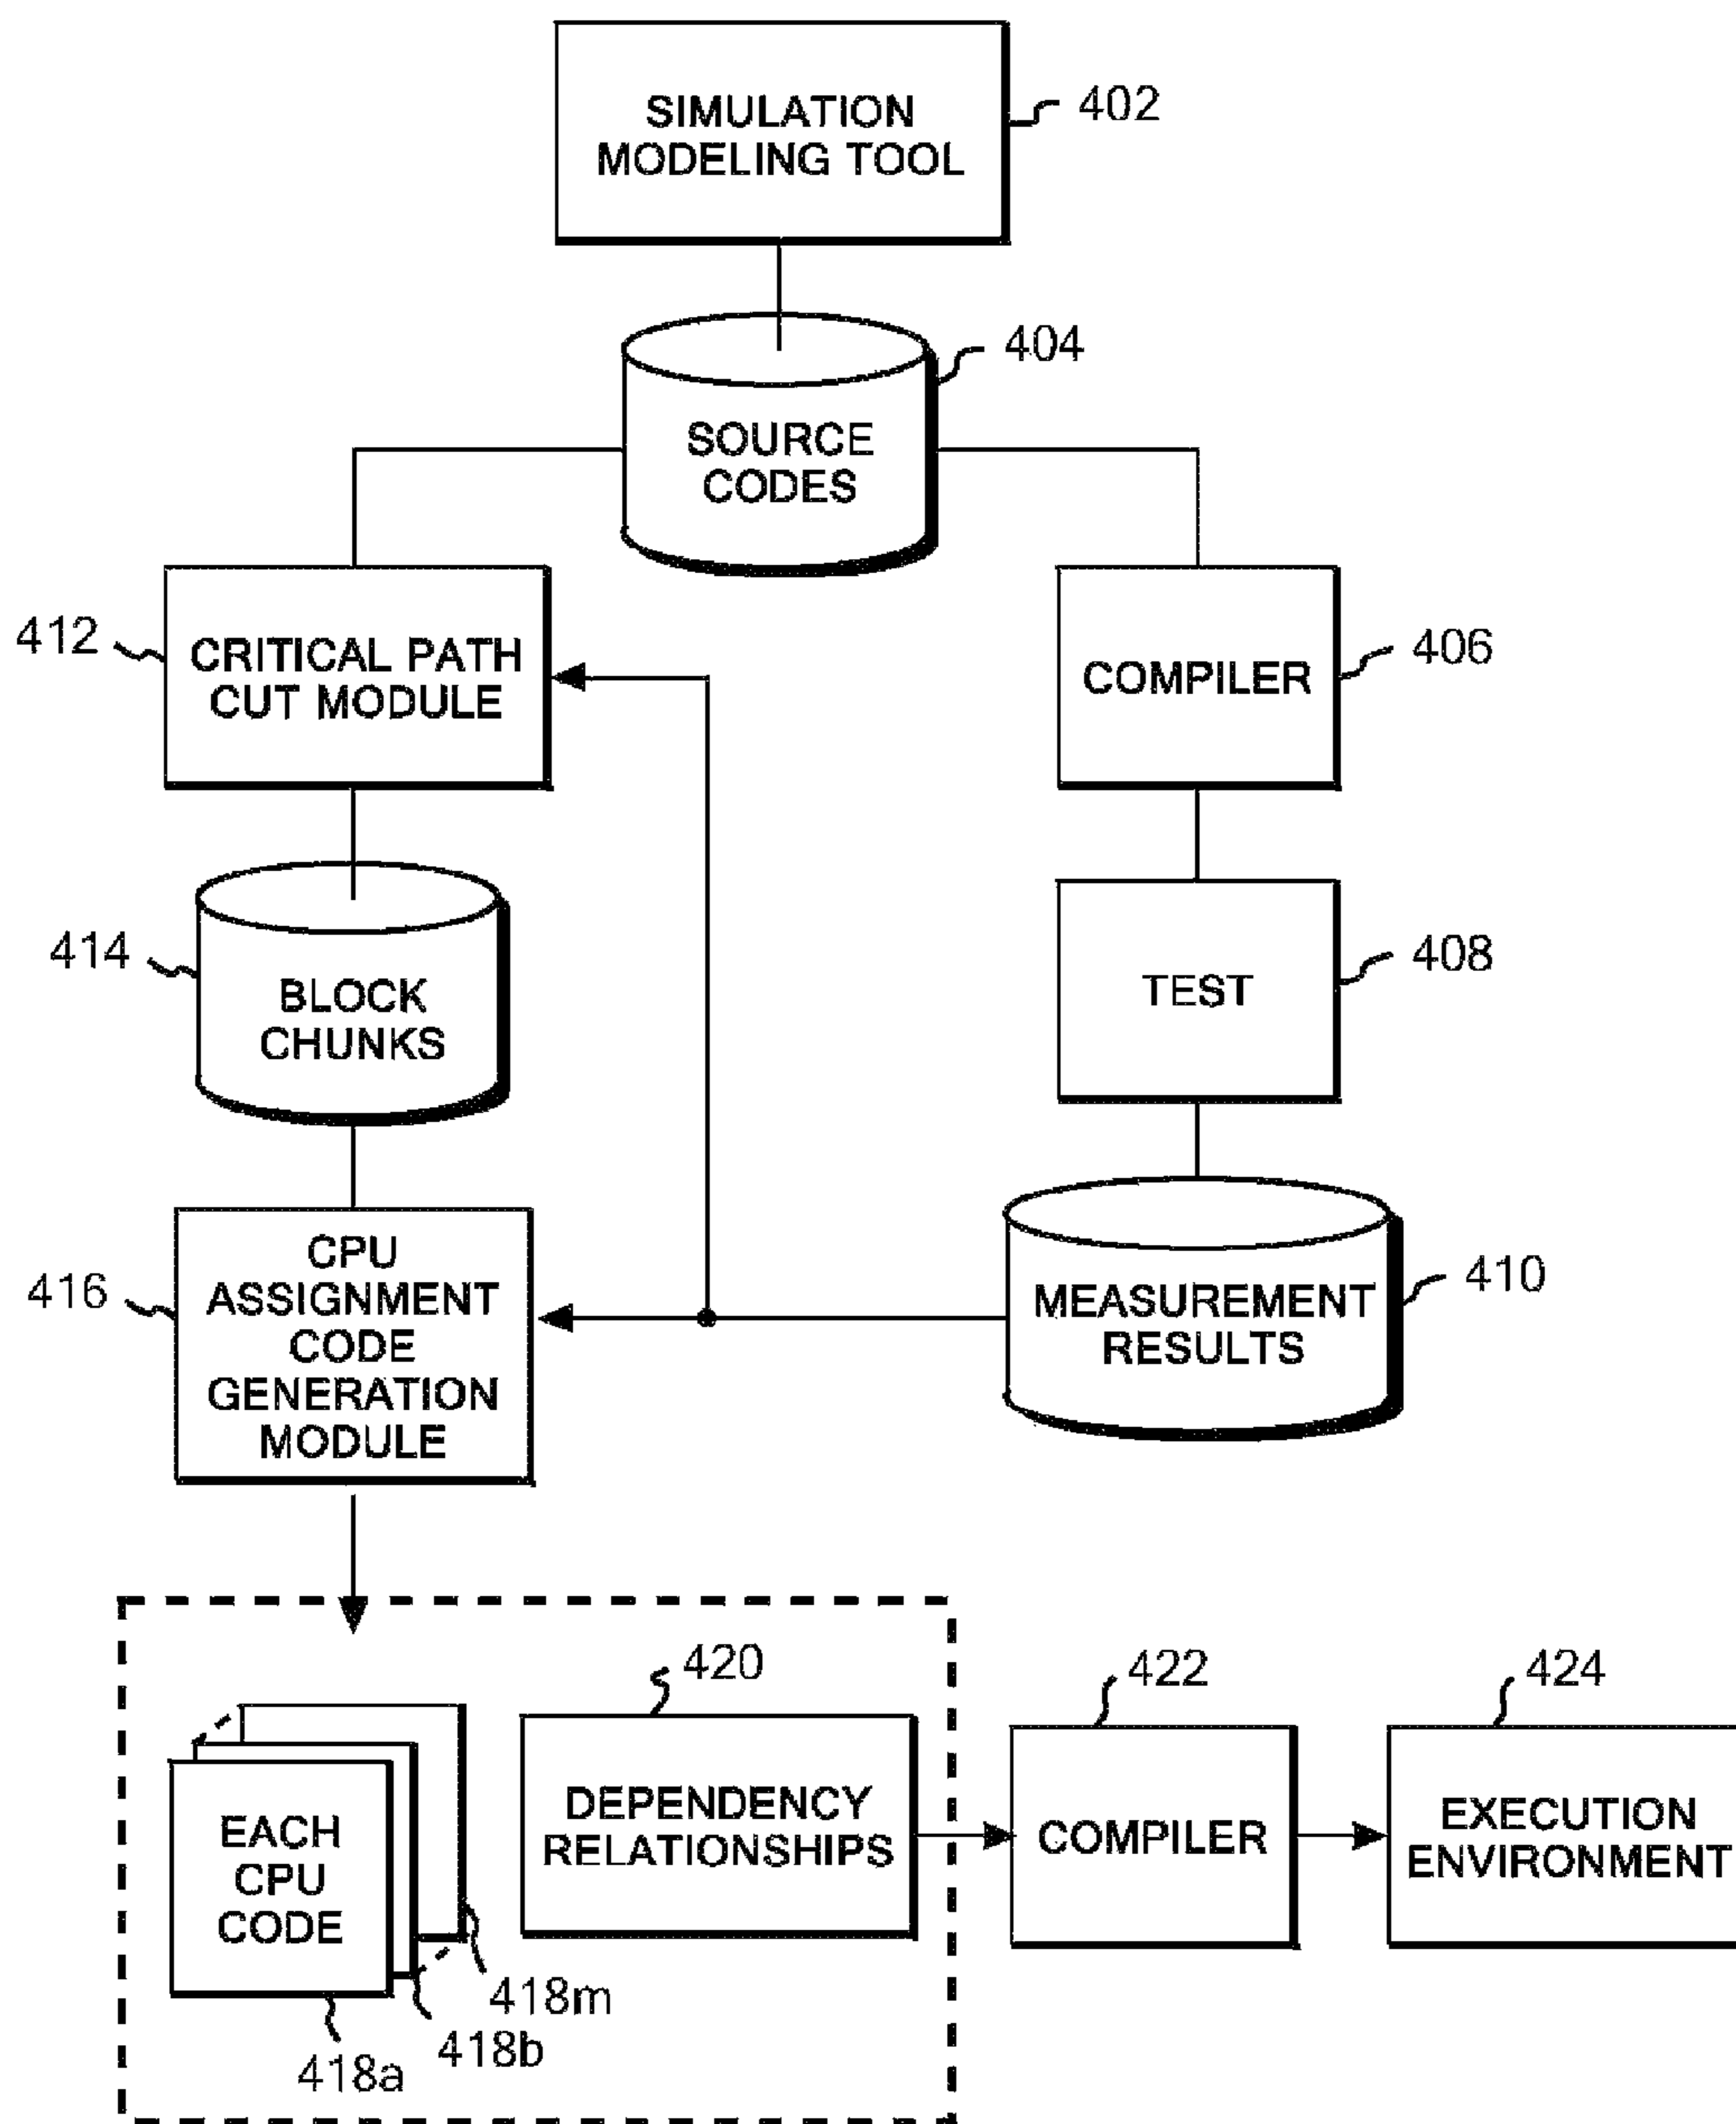 SIMULATION
MODELING TOOL
402
404
SOURCE
CODES
412
CRITICAL PATH
CUT MODULE
COMPILER
406
414
BLOCK
CHUNKS
TEST
408
416
CPU
ASSIGNMENT
CODE
GENERATION
MODULE
MEASUREMENT
RESULTS
410
420
422
424
EACH
CPU
CODE
DEPENDENCY
RELATIONSHIPS
COMPILER
EXECUTION
ENVIRONMENT
418m
418b
418a